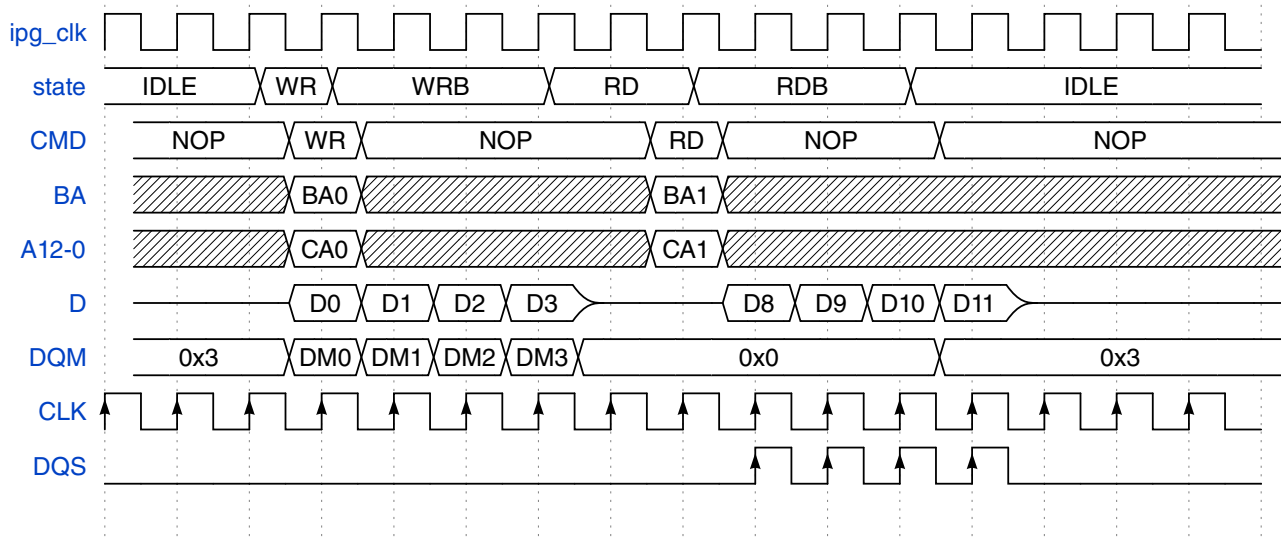 ipg_clk
state IDLE WR WRB RD RDB IDLE
CMD NOP WR NOP RD NOP NOP
BA BA0 BA1
A12-0 CA0 CA1
D D0 D1 D2 D3 D8 D9 D10 D11
DQM 0x3 DM0 DM1 DM2 DM3 0x0 0x3
CLK
DQS